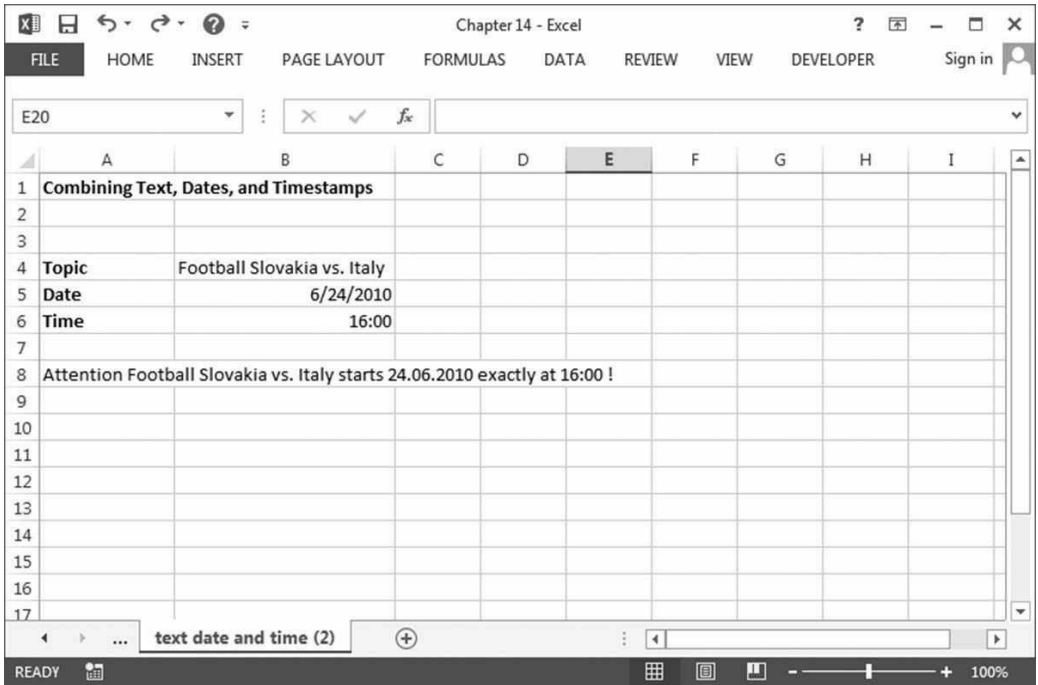 Chapter 14 - Excel
?
FILE HOME INSERT PAGE LAYOUT FORMULAS DATA REVIEW VIEW DEVELOPER Sign in
E20 fx
A B C D E F G H I
1 Combining Text, Dates, and Timestamps
2
3
4 Topic Football Slovakia vs. Italy
5 Date 6/24/2010
6 Time 16:00
7
8 Attention Football Slovakia vs. Italy starts 24.06.2010 exactly at 16:00 !
9
10
11
12
13
14
15
16
17
... text date and time (2)
READY 100%